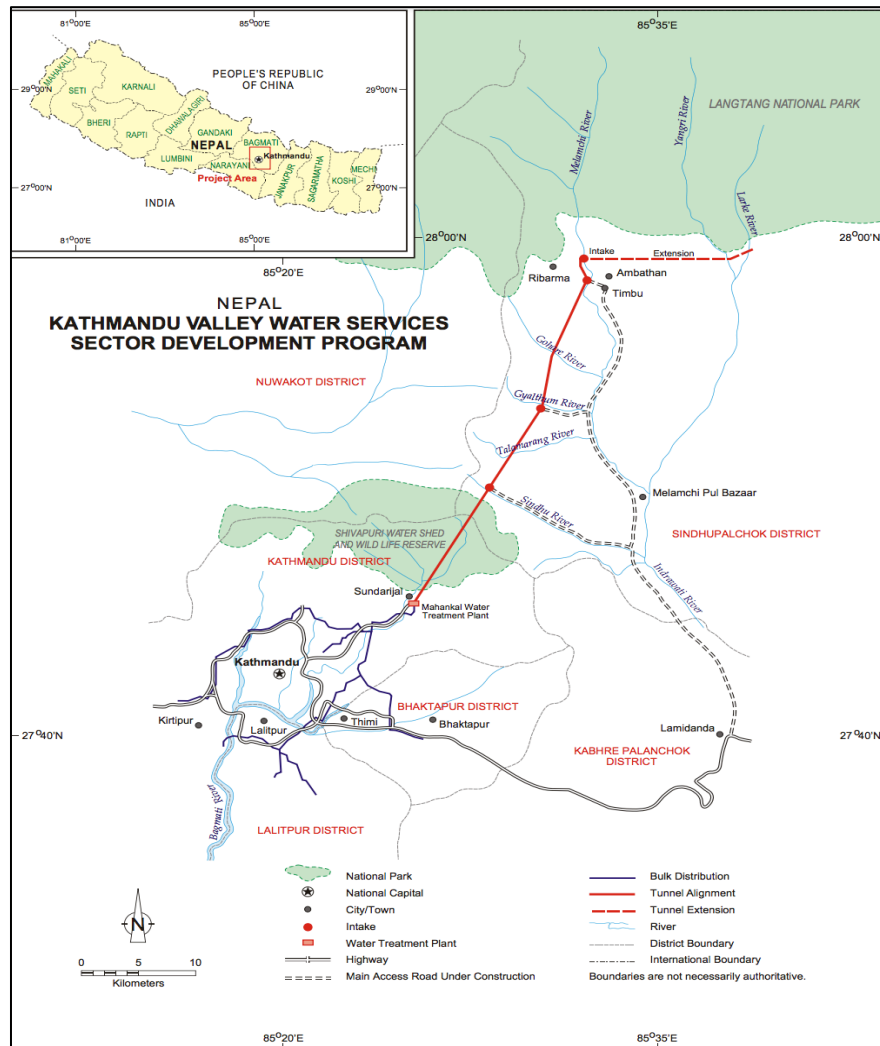 81°00'E
85°00'E
85°35'E
PEOPLE'S REPUBLIC
OF CHINA
29°00'N
29°00'N
MAHAKALI
SETI
KARNALI
BHERI
RAPTI
DHAWALAGIRI
GANDAKI
LUMBINI
NEPAL
BAGMATI
Kathmandu
NARAYANI
Project Area
JANAKPUR
SAGARMATHA
KOSHI
MECHI
27°00'N
27°00'N
INDIA
81°00'E
85°00'E
LANGTANG NATIONAL PARK
Melamchi River
Yangri River
Larke River
28°00'N
28°00'N
85°20'E
Intake
Extension
Ribarma
Ambathan
Timbu
NEPAL
KATHMANDU VALLEY WATER SERVICES
SECTOR DEVELOPMENT PROGRAM
NUWAKOT DISTRICT
Gohare River
Gyalthum River
Talamarang River
Melamchi Pul Bazaar
Sindhu River
SINDHUPALCHOK DISTRICT
SHIVAPURI WATER SHED
AND WILD LIFE RESERVE
KATHMANDU DISTRICT
Indrawati River
Sundarijal
Mahankal Water
Treatment Plant
Kathmandu
BHAKTAPUR DISTRICT
Kirtipur
Lalitpur
Thimi
Bhaktapur
Lamidanda
27°40'N
27°40'N
KABHRE PALANCHOK
DISTRICT
Bagmati River
LALITPUR DISTRICT
National Park
National Capital
City/Town
Intake
Water Treatment Plant
Highway
Main Access Road Under Construction
Bulk Distribution
Tunnel Alignment
Tunnel Extension
River
District Boundary
International Boundary
Boundaries are not necessarily authoritative.
N
0 5 10
Kilometers
85°20'E
85°35'E